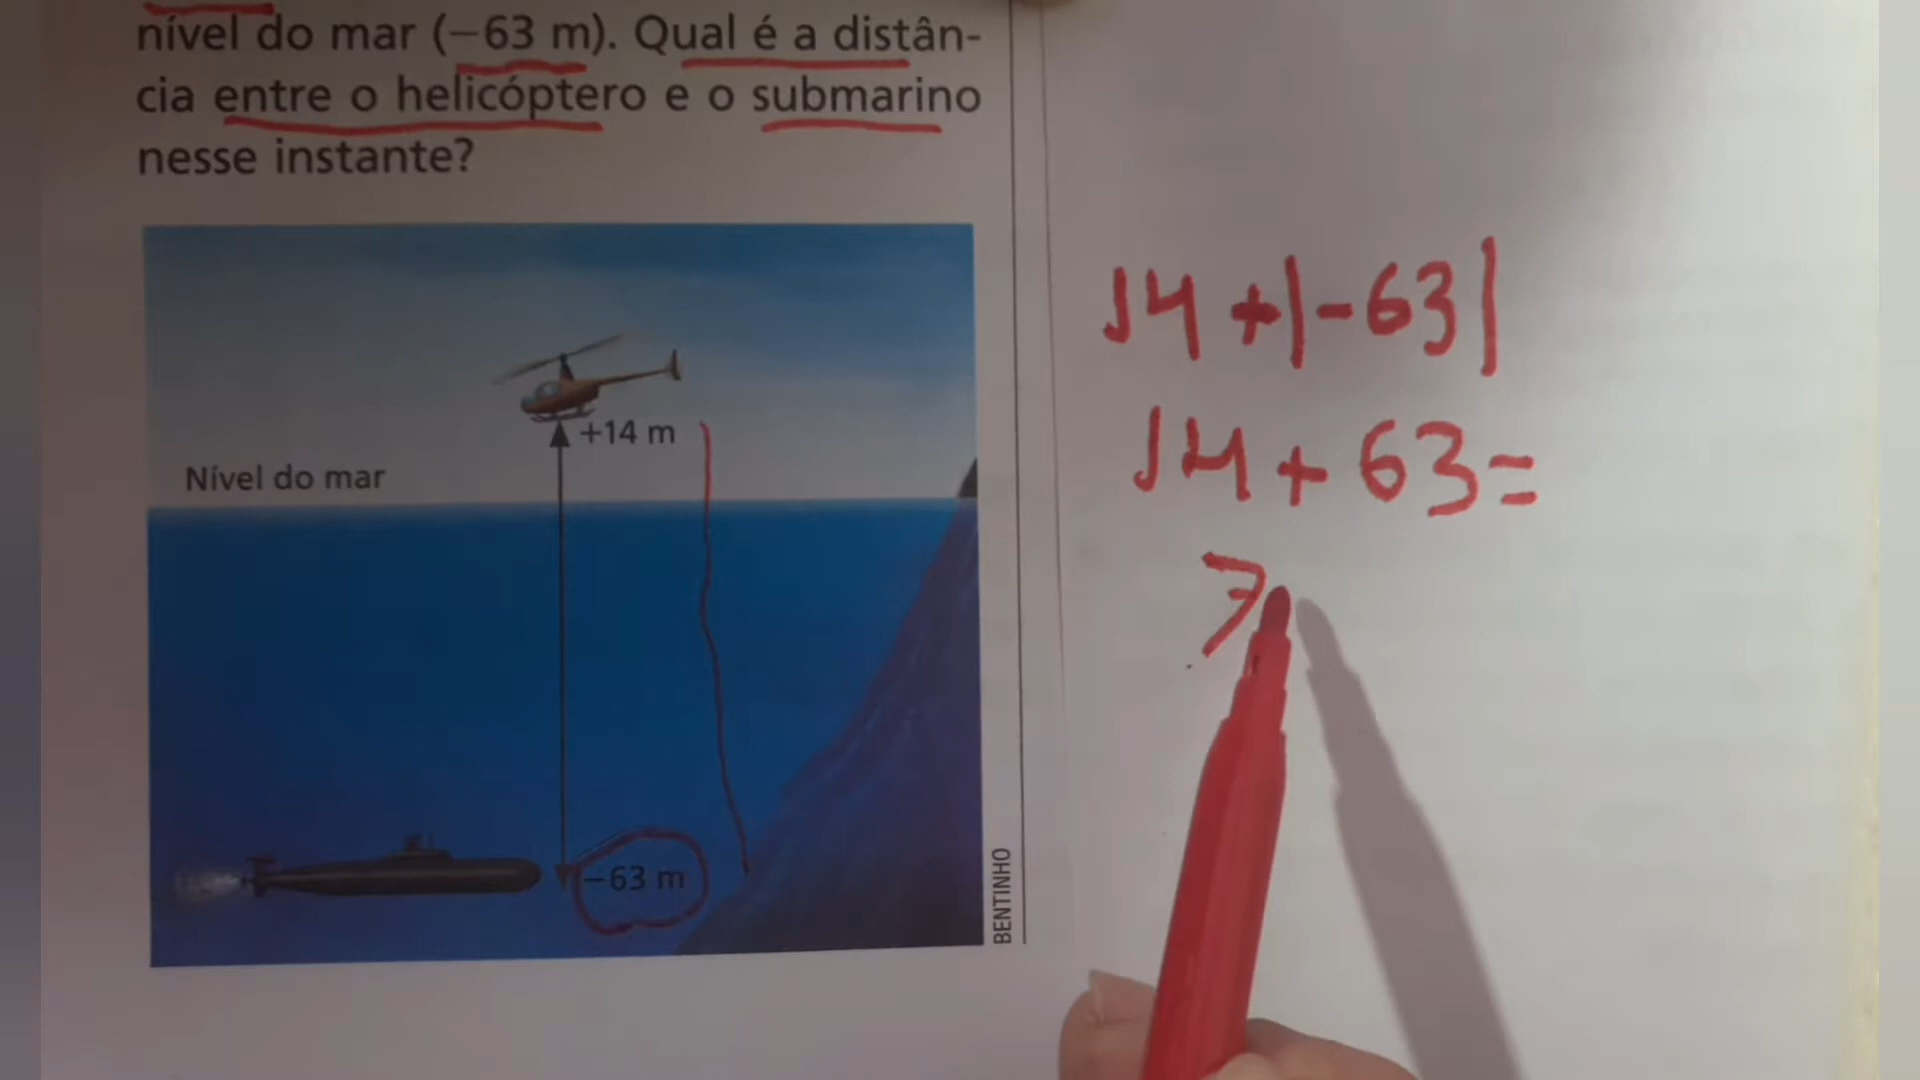 nível do mar (−63 m). Qual é a distân-
cia entre o helicóptero e o submarino
nesse instante?
+14 m
Nível do mar
−63 m
BENTINHO
14 + |-63|
14 + 63 =
7